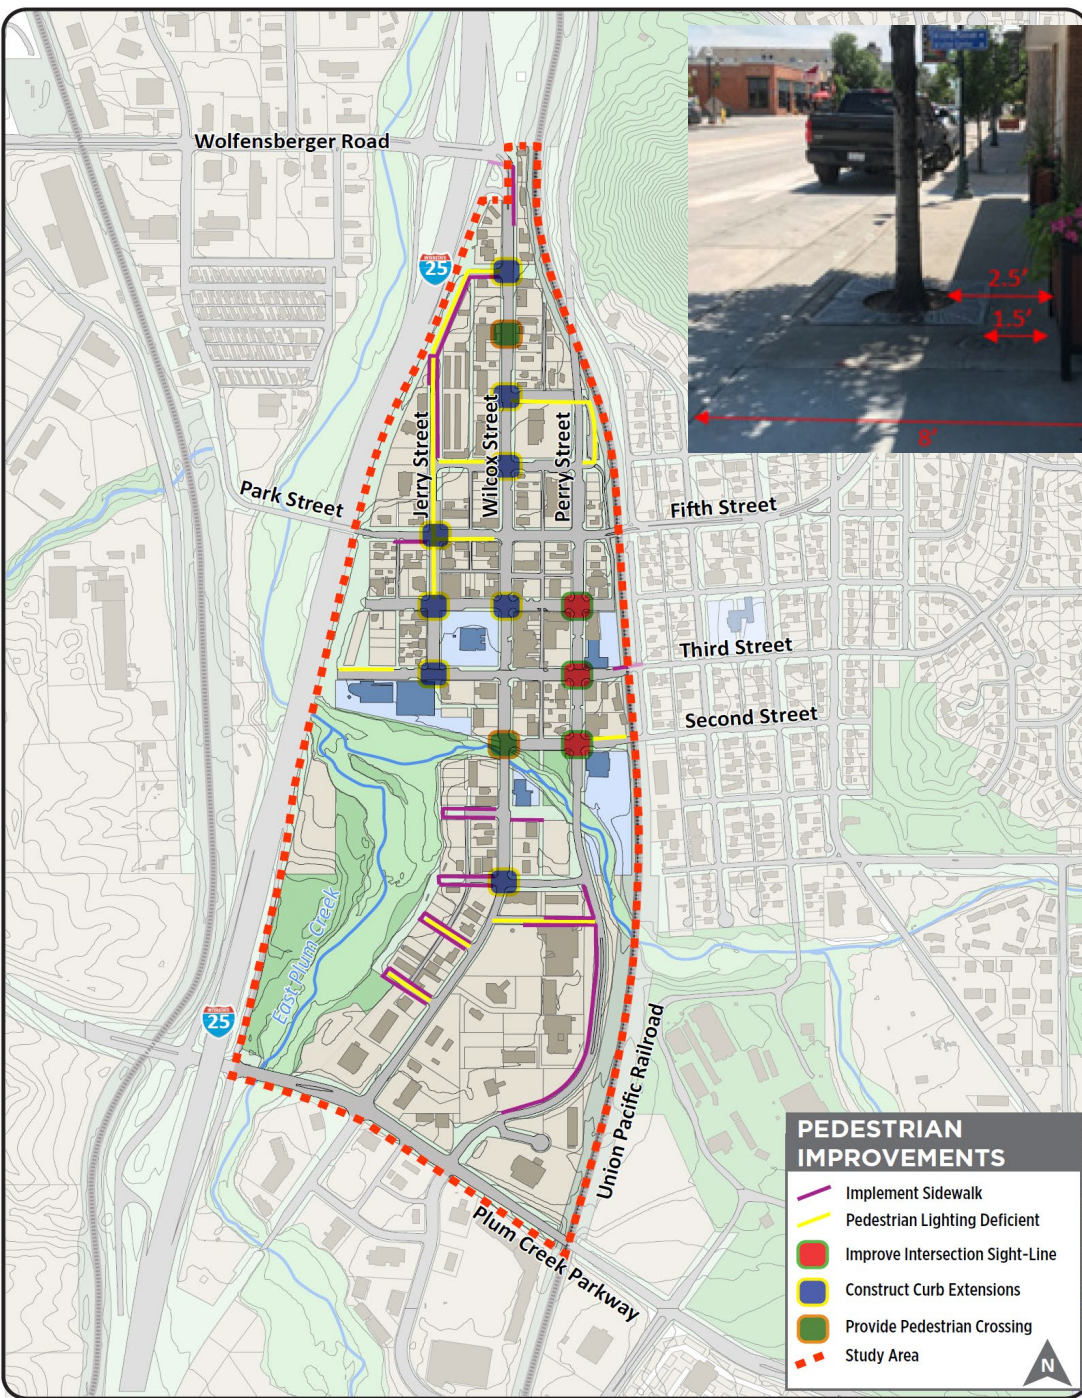 Wolfensberger Road
25
2.5'
1.5'
8'
Jerry Street
Wilcox Street
Perry Street
Park Street
Fifth Street
Third Street
Second Street
East Plum Creek
25
Union Pacific Railroad
Plum Creek Parkway
PEDESTRIAN
IMPROVEMENTS
Implement Sidewalk
Pedestrian Lighting Deficient
Improve Intersection Sight-Line
Construct Curb Extensions
Provide Pedestrian Crossing
Study Area
N